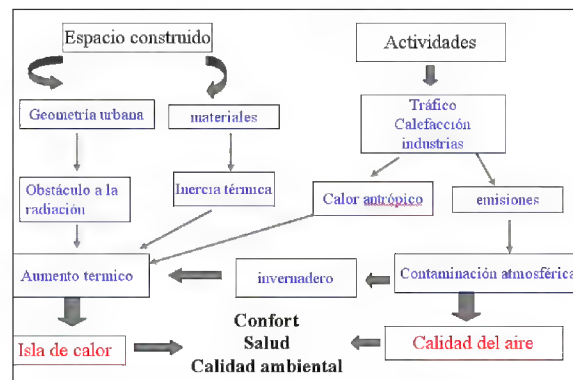 Espacio construido
Actividades
Geometría urbana
materiales
Tráfico
Calefacción
industrias
Obstáculo a la
radiación
Inercia térmica
Calor antrópico
emisiones
Aumento termico
invernadero
Contaminación atmosférica
Confort
Salud
Calidad ambiental
Isla de calor
Calidad del aire